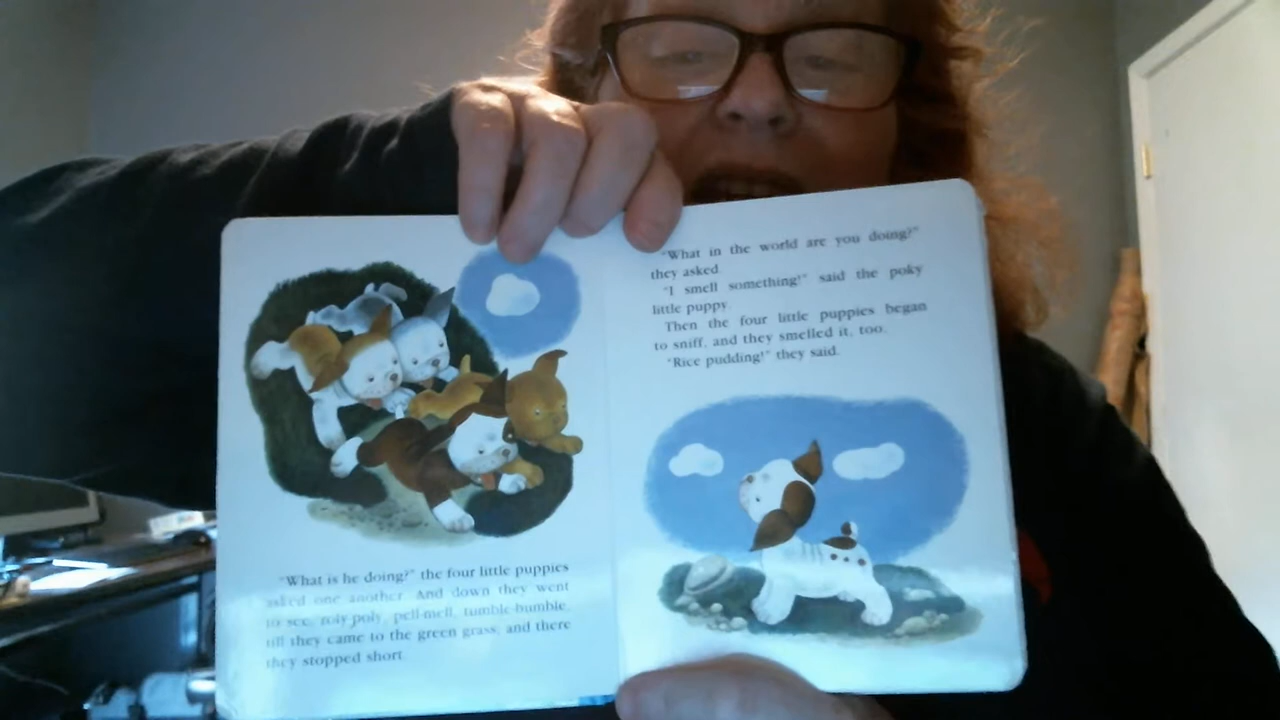 "What is he doing?" the four little puppies
asked one another. And down they went
to see, roly-poly, pell-mell, tumble-bumble,
till they came to the green grass; and there
they stopped short.
"What in the world are you doing?"
they asked.
"I smell something!" said the poky
little puppy.
Then the four little puppies began
to sniff, and they smelled it, too.
"Rice pudding!" they said.